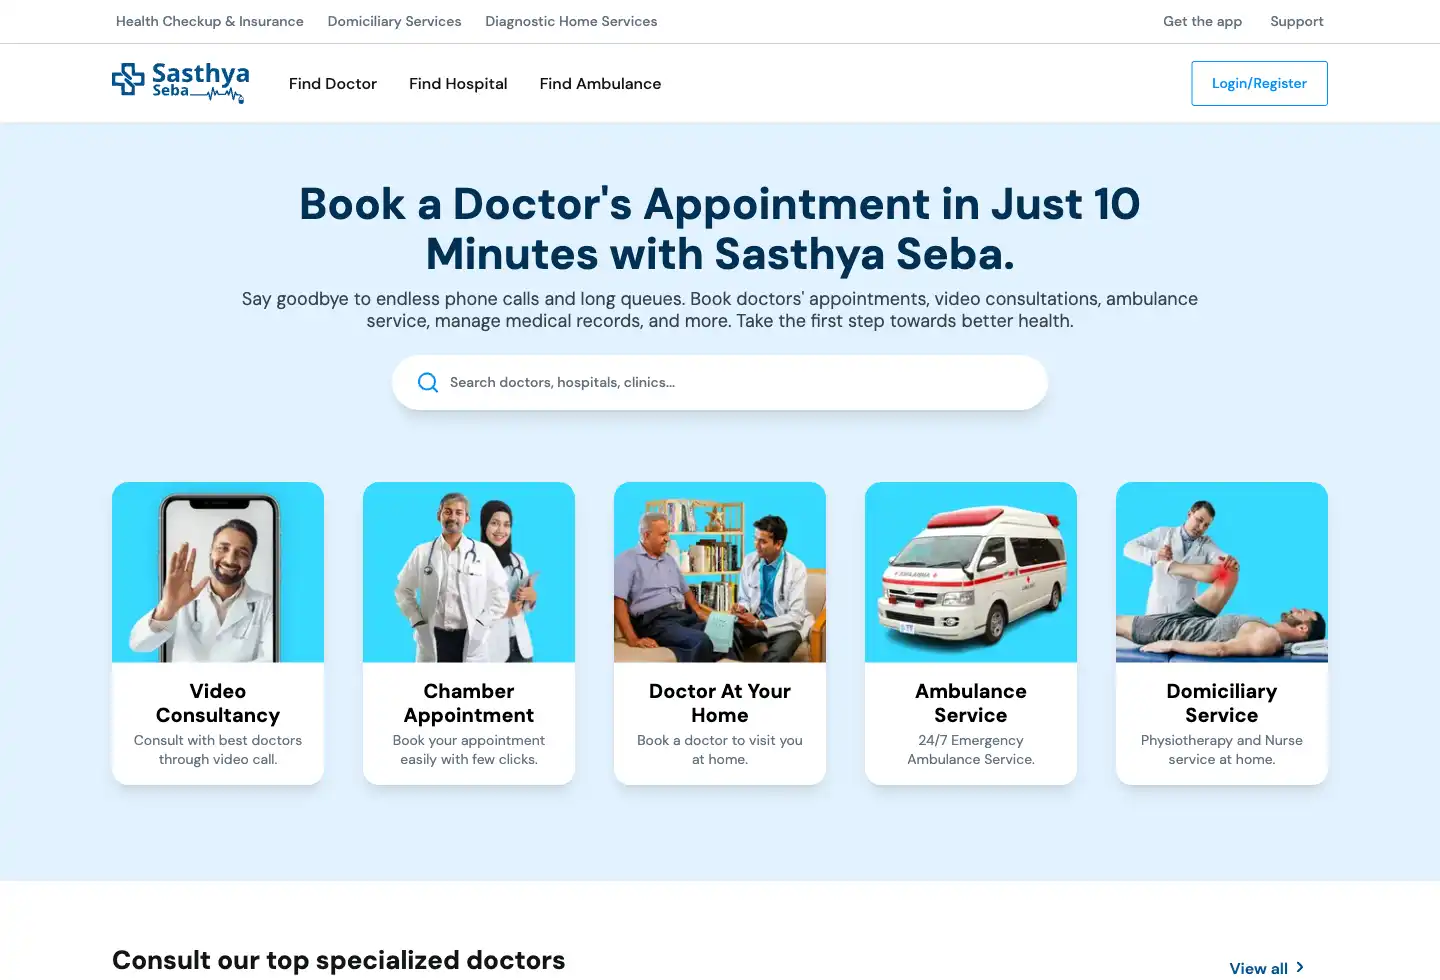 Health Checkup & Insurance
Domiciliary Services
Diagnostic Home Services
Get the app
Support
Sasthya
Seba
Find Doctor
Find Hospital
Find Ambulance
Login/Register
Book a Doctor's Appointment in Just 10
Minutes with Sasthya Seba.
Say goodbye to endless phone calls and long queues. Book doctors' appointments, video consultations, ambulance
service, manage medical records, and more. Take the first step towards better health.
Search doctors, hospitals, clinics...
Video
Consultancy
Consult with best doctors
through video call.
Chamber
Appointment
Book your appointment
easily with few clicks.
Doctor At Your
Home
Book a doctor to visit you
at home.
Ambulance
Service
24/7 Emergency
Ambulance Service.
Domiciliary
Service
Physiotherapy and Nurse
service at home.
Consult our top specialized doctors
View all